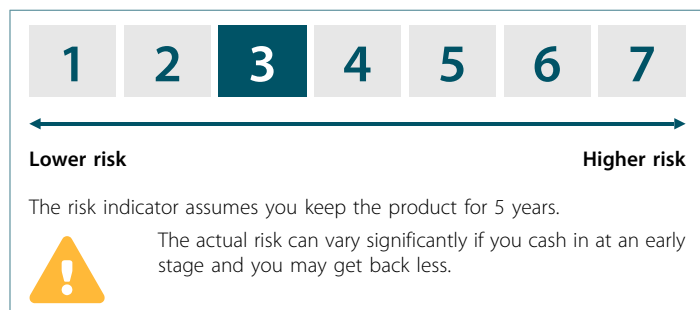 1 2 3 4 5 6 7
Lower risk Higher risk
The risk indicator assumes you keep the product for 5 years.
The actual risk can vary significantly if you cash in at an early
stage and you may get back less.